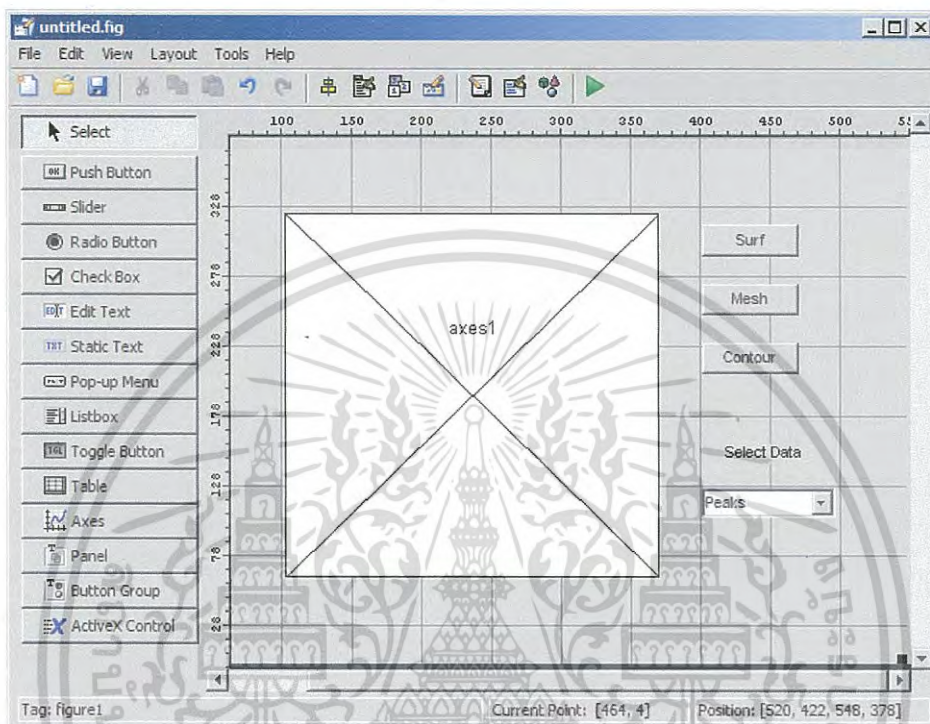 untitled.fig
File Edit View Layout Tools Help
Select
Push Button
Slider
Radio Button
Check Box
Edit Text
Static Text
Pop-up Menu
Listbox
Toggle Button
Table
Axes
Panel
Button Group
ActiveX Control
100 150 200 250 300 350 400 450 500
328
278
228
178
128
78
28
axes1
Surf
Mesh
Contour
Select Data
Peaks
Tag: figure1
Current Point: [464, 4]
Position: [520, 422, 548, 378]